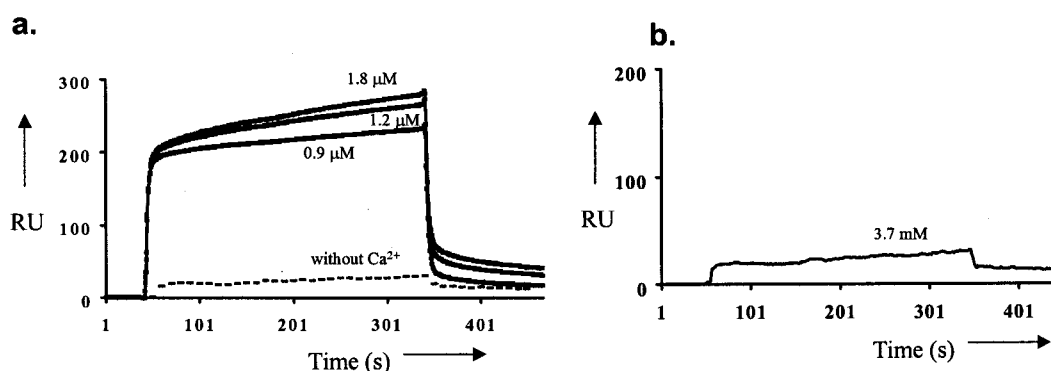 a.
300
200
100
0
RU
1.8 μM
1.2 μM
0.9 μM
without Ca²⁺
1 101 201 301 401
Time (s)
b.
200
100
0
RU
3.7 mM
1 101 201 301 401
Time (s)